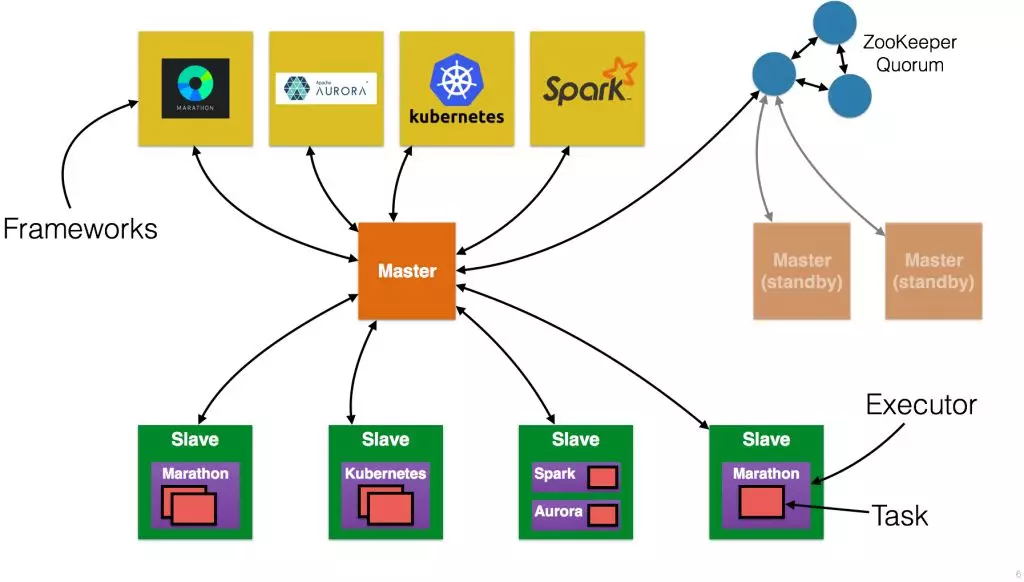 MARATHON
Apache
AURORA
kubernetes
Spark
ZooKeeper
Quorum
Frameworks
Master
Master
(standby)
Master
(standby)
Executor
Slave
Marathon
Slave
Kubernetes
Slave
Spark
Aurora
Slave
Marathon
Task
6